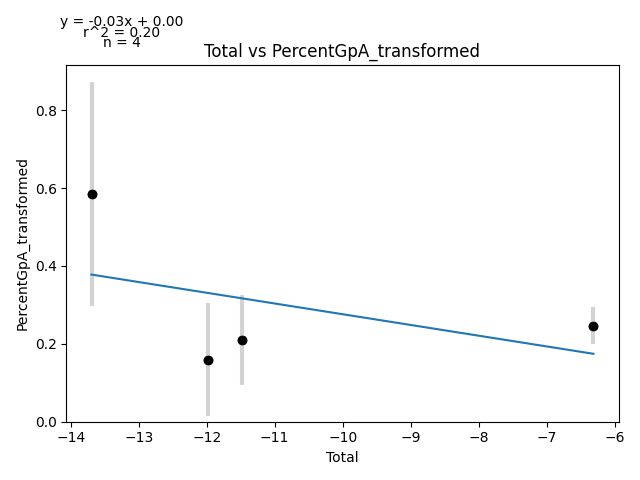 y = -0.03x + 0.00
r^2 = 0.20
n = 4
Total vs PercentGpA_transformed
PercentGpA_transformed
0.8
0.6
0.4
0.2
0.0
−14 −13 −12 −11 −10 −9 −8 −7 −6
Total